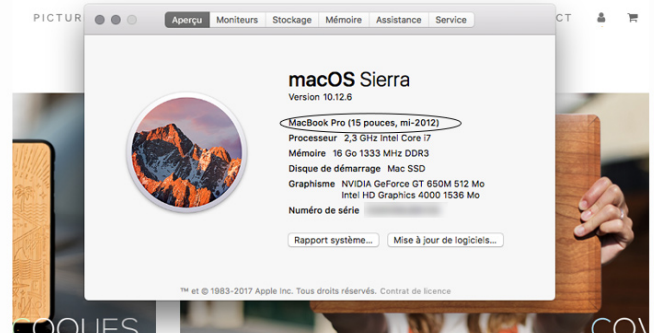 PICTUR
CT
Aperçu Moniteurs Stockage Mémoire Assistance Service
macOS Sierra
Version 10.12.6
MacBook Pro (15 pouces, mi-2012)
Processeur 2,3 GHz Intel Core i7
Mémoire 16 Go 1333 MHz DDR3
Disque de démarrage Mac SSD
Graphisme NVIDIA GeForce GT 650M 512 Mo
Intel HD Graphics 4000 1536 Mo
Numéro de série
Rapport système... Mise à jour de logiciels...
™ et © 1983-2017 Apple Inc. Tous droits réservés. Contrat de licence
COQUES
COV